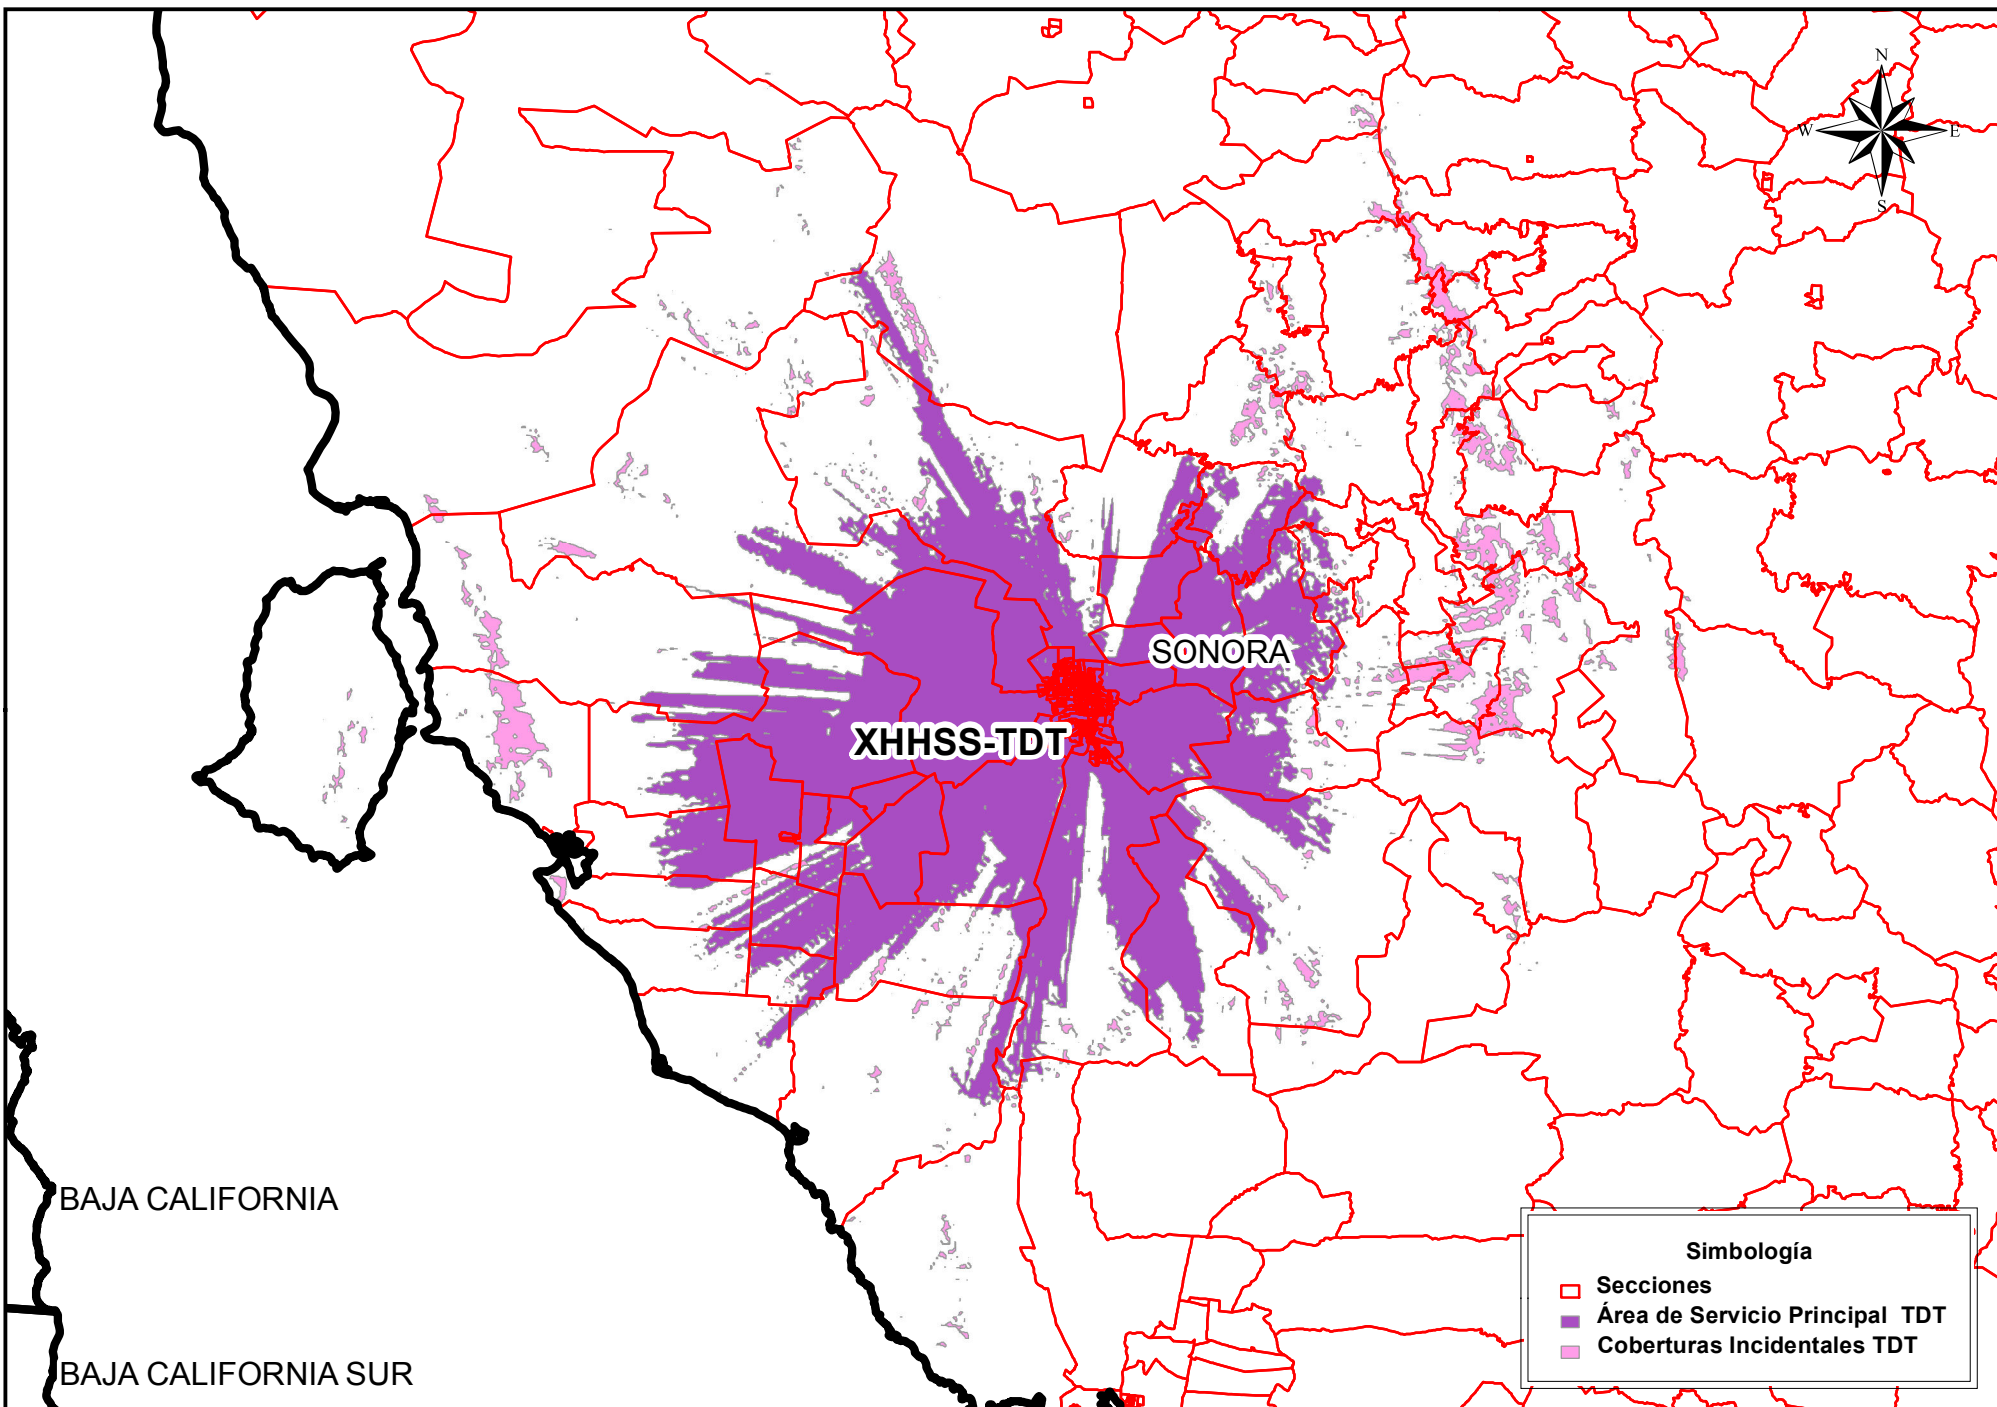 N
W E
S
SONORA
XHHSS-TDT
BAJA CALIFORNIA
BAJA CALIFORNIA SUR
Simbología
Secciones
Área de Servicio Principal TDT
Coberturas Incidentales TDT